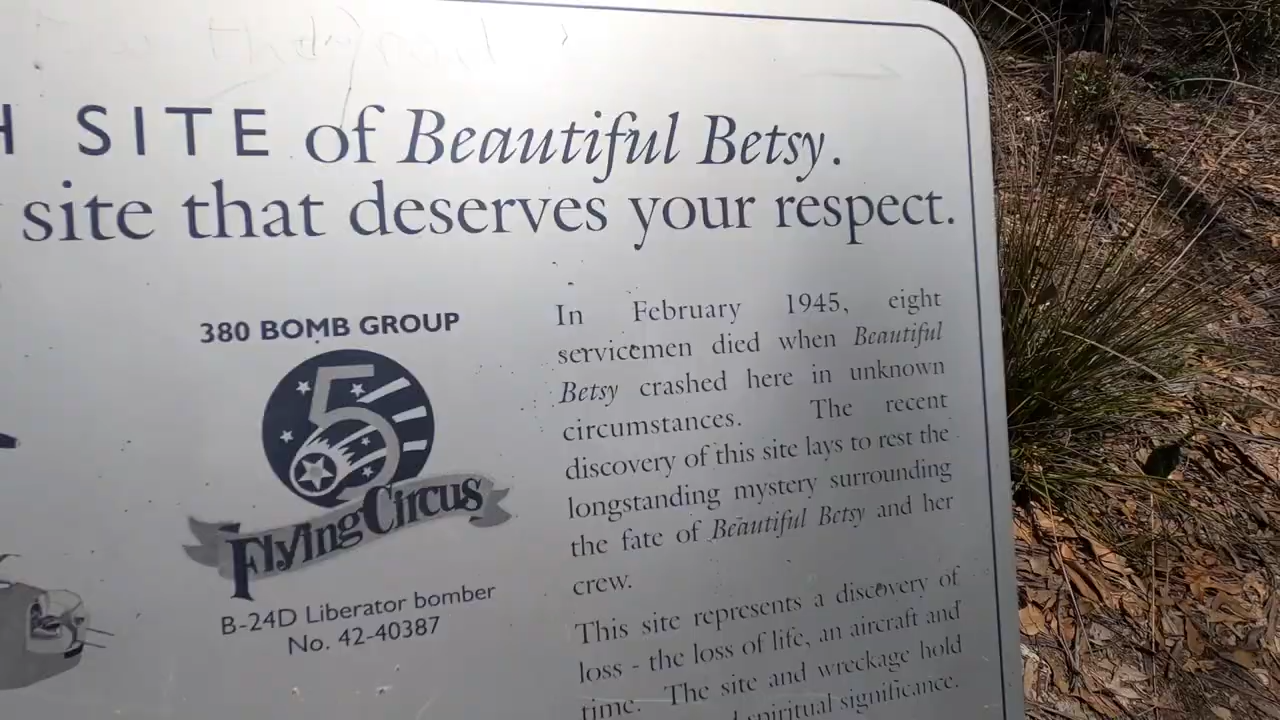 SITE of Beautiful Betsy.
site that deserves your respect.
380 BOMB GROUP
5
Flying Circus
B-24D Liberator bomber
No. 42-40387
In February 1945, eight
servicemen died when Beautiful
Betsy crashed here in unknown
circumstances. The recent
discovery of this site lays to rest the
longstanding mystery surrounding
the fate of Beautiful Betsy and her
crew.
This site represents a discovery of
loss - the loss of life, an aircraft and
time. The site and wreckage hold
spiritual significance.